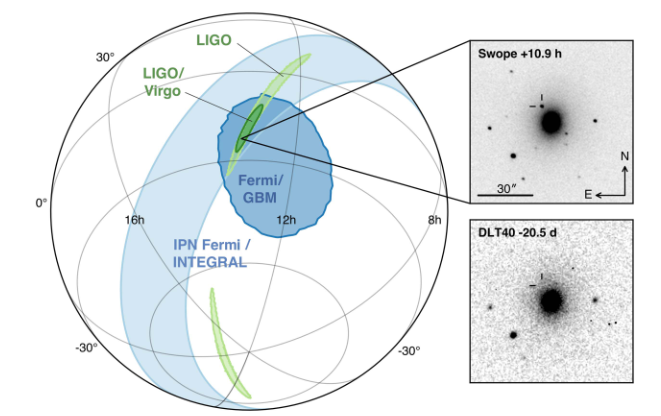 LIGO
LIGO/
Virgo
Fermi/
GBM
IPN Fermi /
INTEGRAL
30°
0°
-30°
-30°
16h
12h
8h
Swope +10.9 h
30"
N
E
DLT40 -20.5 d